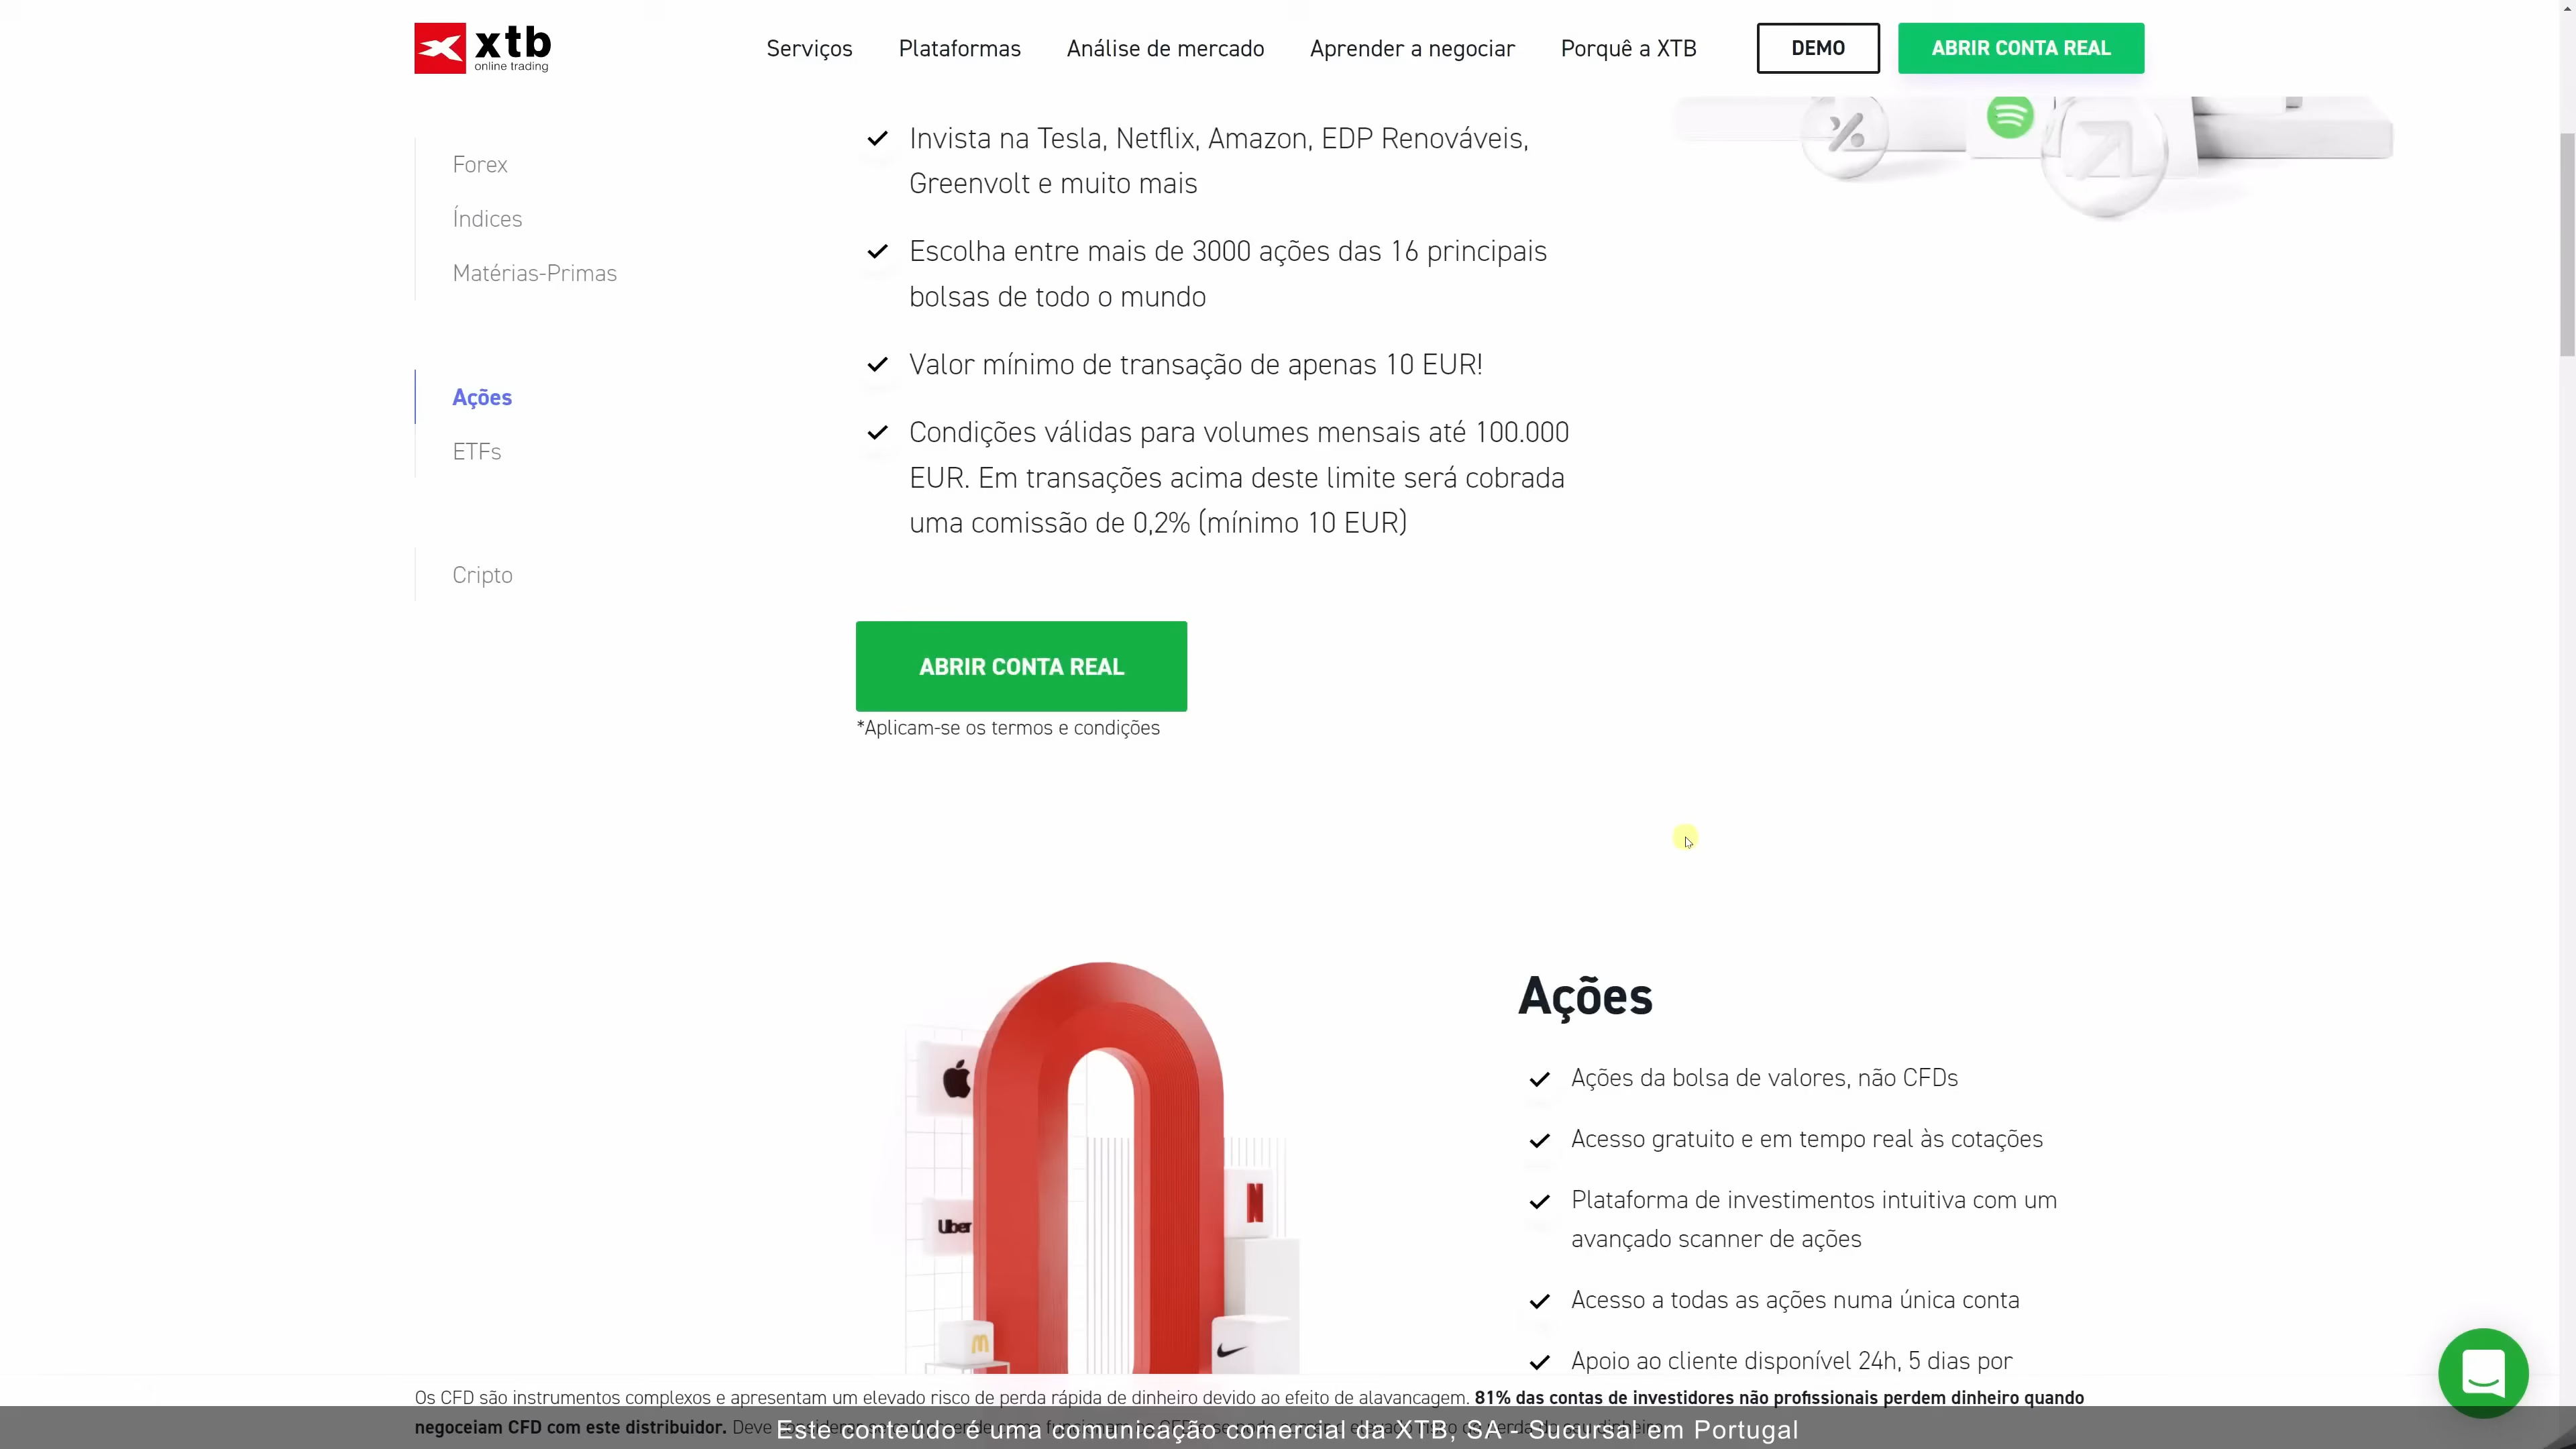 xtb
online trading
Serviços
Plataformas
Análise de mercado
Aprender a negociar
Porquê a XTB
DEMO
ABRIR CONTA REAL
Forex
Índices
Matérias-Primas
Ações
ETFs
Cripto
Invista na Tesla, Netflix, Amazon, EDP Renováveis,
Greenvolt e muito mais
Escolha entre mais de 3000 ações das 16 principais
bolsas de todo o mundo
Valor mínimo de transação de apenas 10 EUR!
Condições válidas para volumes mensais até 100.000
EUR. Em transações acima deste limite será cobrada
uma comissão de 0,2% (mínimo 10 EUR)
ABRIR CONTA REAL
*Aplicam-se os termos e condições
%
Uber
N
Ações
Ações da bolsa de valores, não CFDs
Acesso gratuito e em tempo real às cotações
Plataforma de investimentos intuitiva com um
avançado scanner de ações
Acesso a todas as ações numa única conta
Apoio ao cliente disponível 24h, 5 dias por
Os CFD são instrumentos complexos e apresentam um elevado risco de perda rápida de dinheiro devido ao efeito de alavancagem. 81% das contas de investidores não profissionais perdem dinheiro quando
negoceiam CFD com este distribuidor. Deve
Este conteúdo é uma comunicação comercial da XTB, SA - Sucursal em Portugal